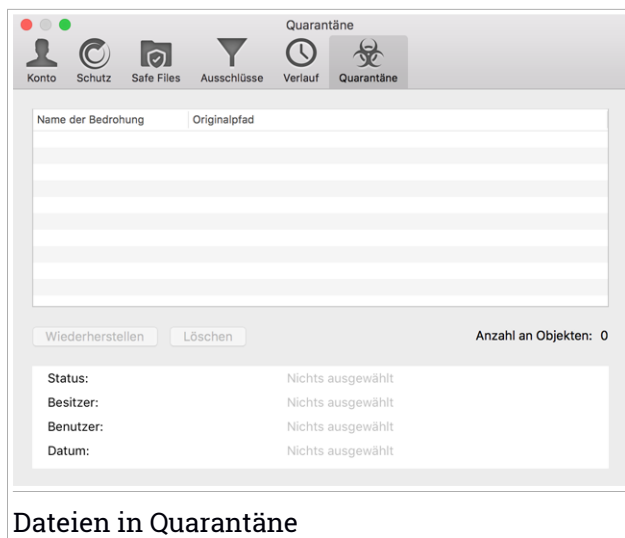 Quarantäne
Konto Schutz Safe Files Ausschlüsse Verlauf Quarantäne
Name der Bedrohung Originalpfad
Wiederherstellen Löschen Anzahl an Objekten: 0
Status: Nichts ausgewählt
Besitzer: Nichts ausgewählt
Benutzer: Nichts ausgewählt
Datum: Nichts ausgewählt
Dateien in Quarantäne